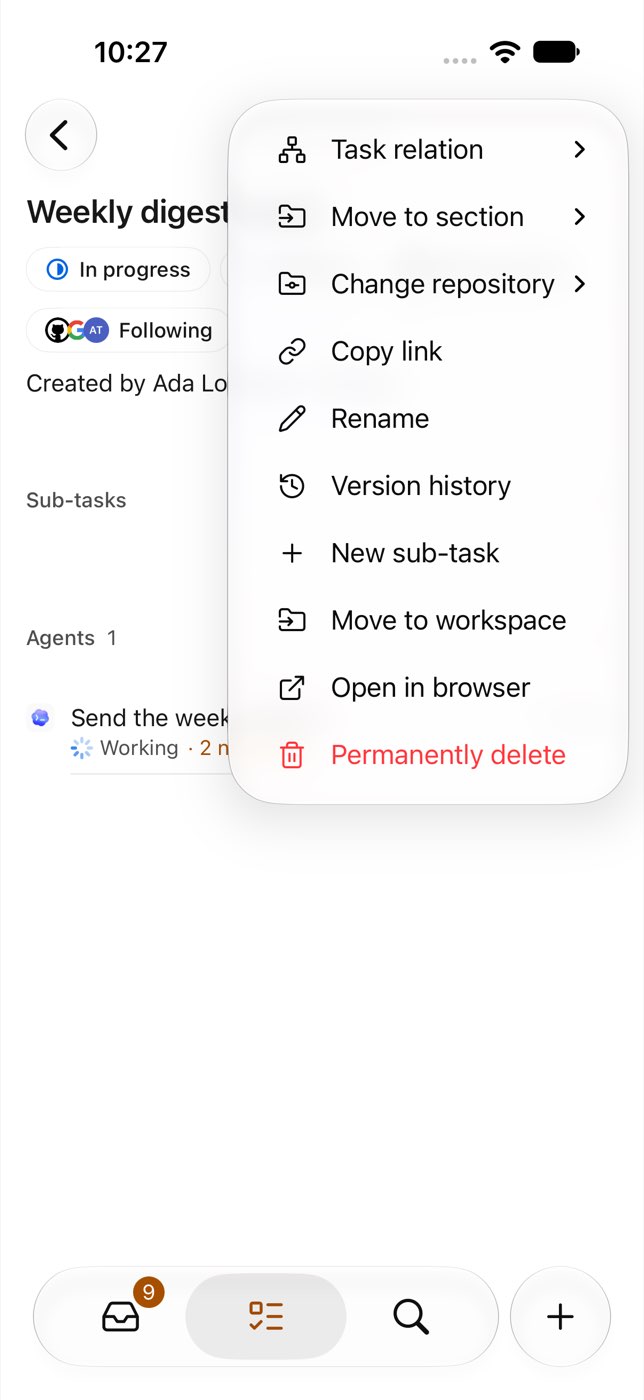 10:27
Task relation
Move to section
Weekly digest
Change repository
In progress
Copy link
AT Following
Created by Ada Lo
Rename
Version history
Sub-tasks
New sub-task
Move to workspace
Agents 1
Open in browser
Send the week
Working · 2 n
Permanently delete
9